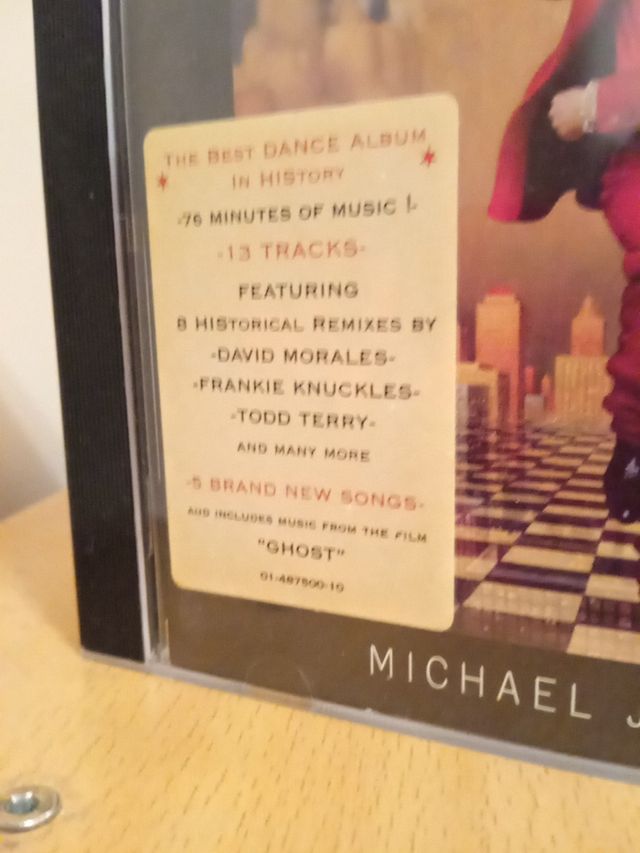 THE BEST DANCE ALBUM
IN HISTORY
-76 MINUTES OF MUSIC !-
-13 TRACKS-
FEATURING
8 HISTORICAL REMIXES BY
-DAVID MORALES-
-FRANKIE KNUCKLES-
-TODD TERRY-
AND MANY MORE
-5 BRAND NEW SONGS-
AND INCLUDES MUSIC FROM THE FILM
"GHOST"
01-487500-10
MICHAEL J